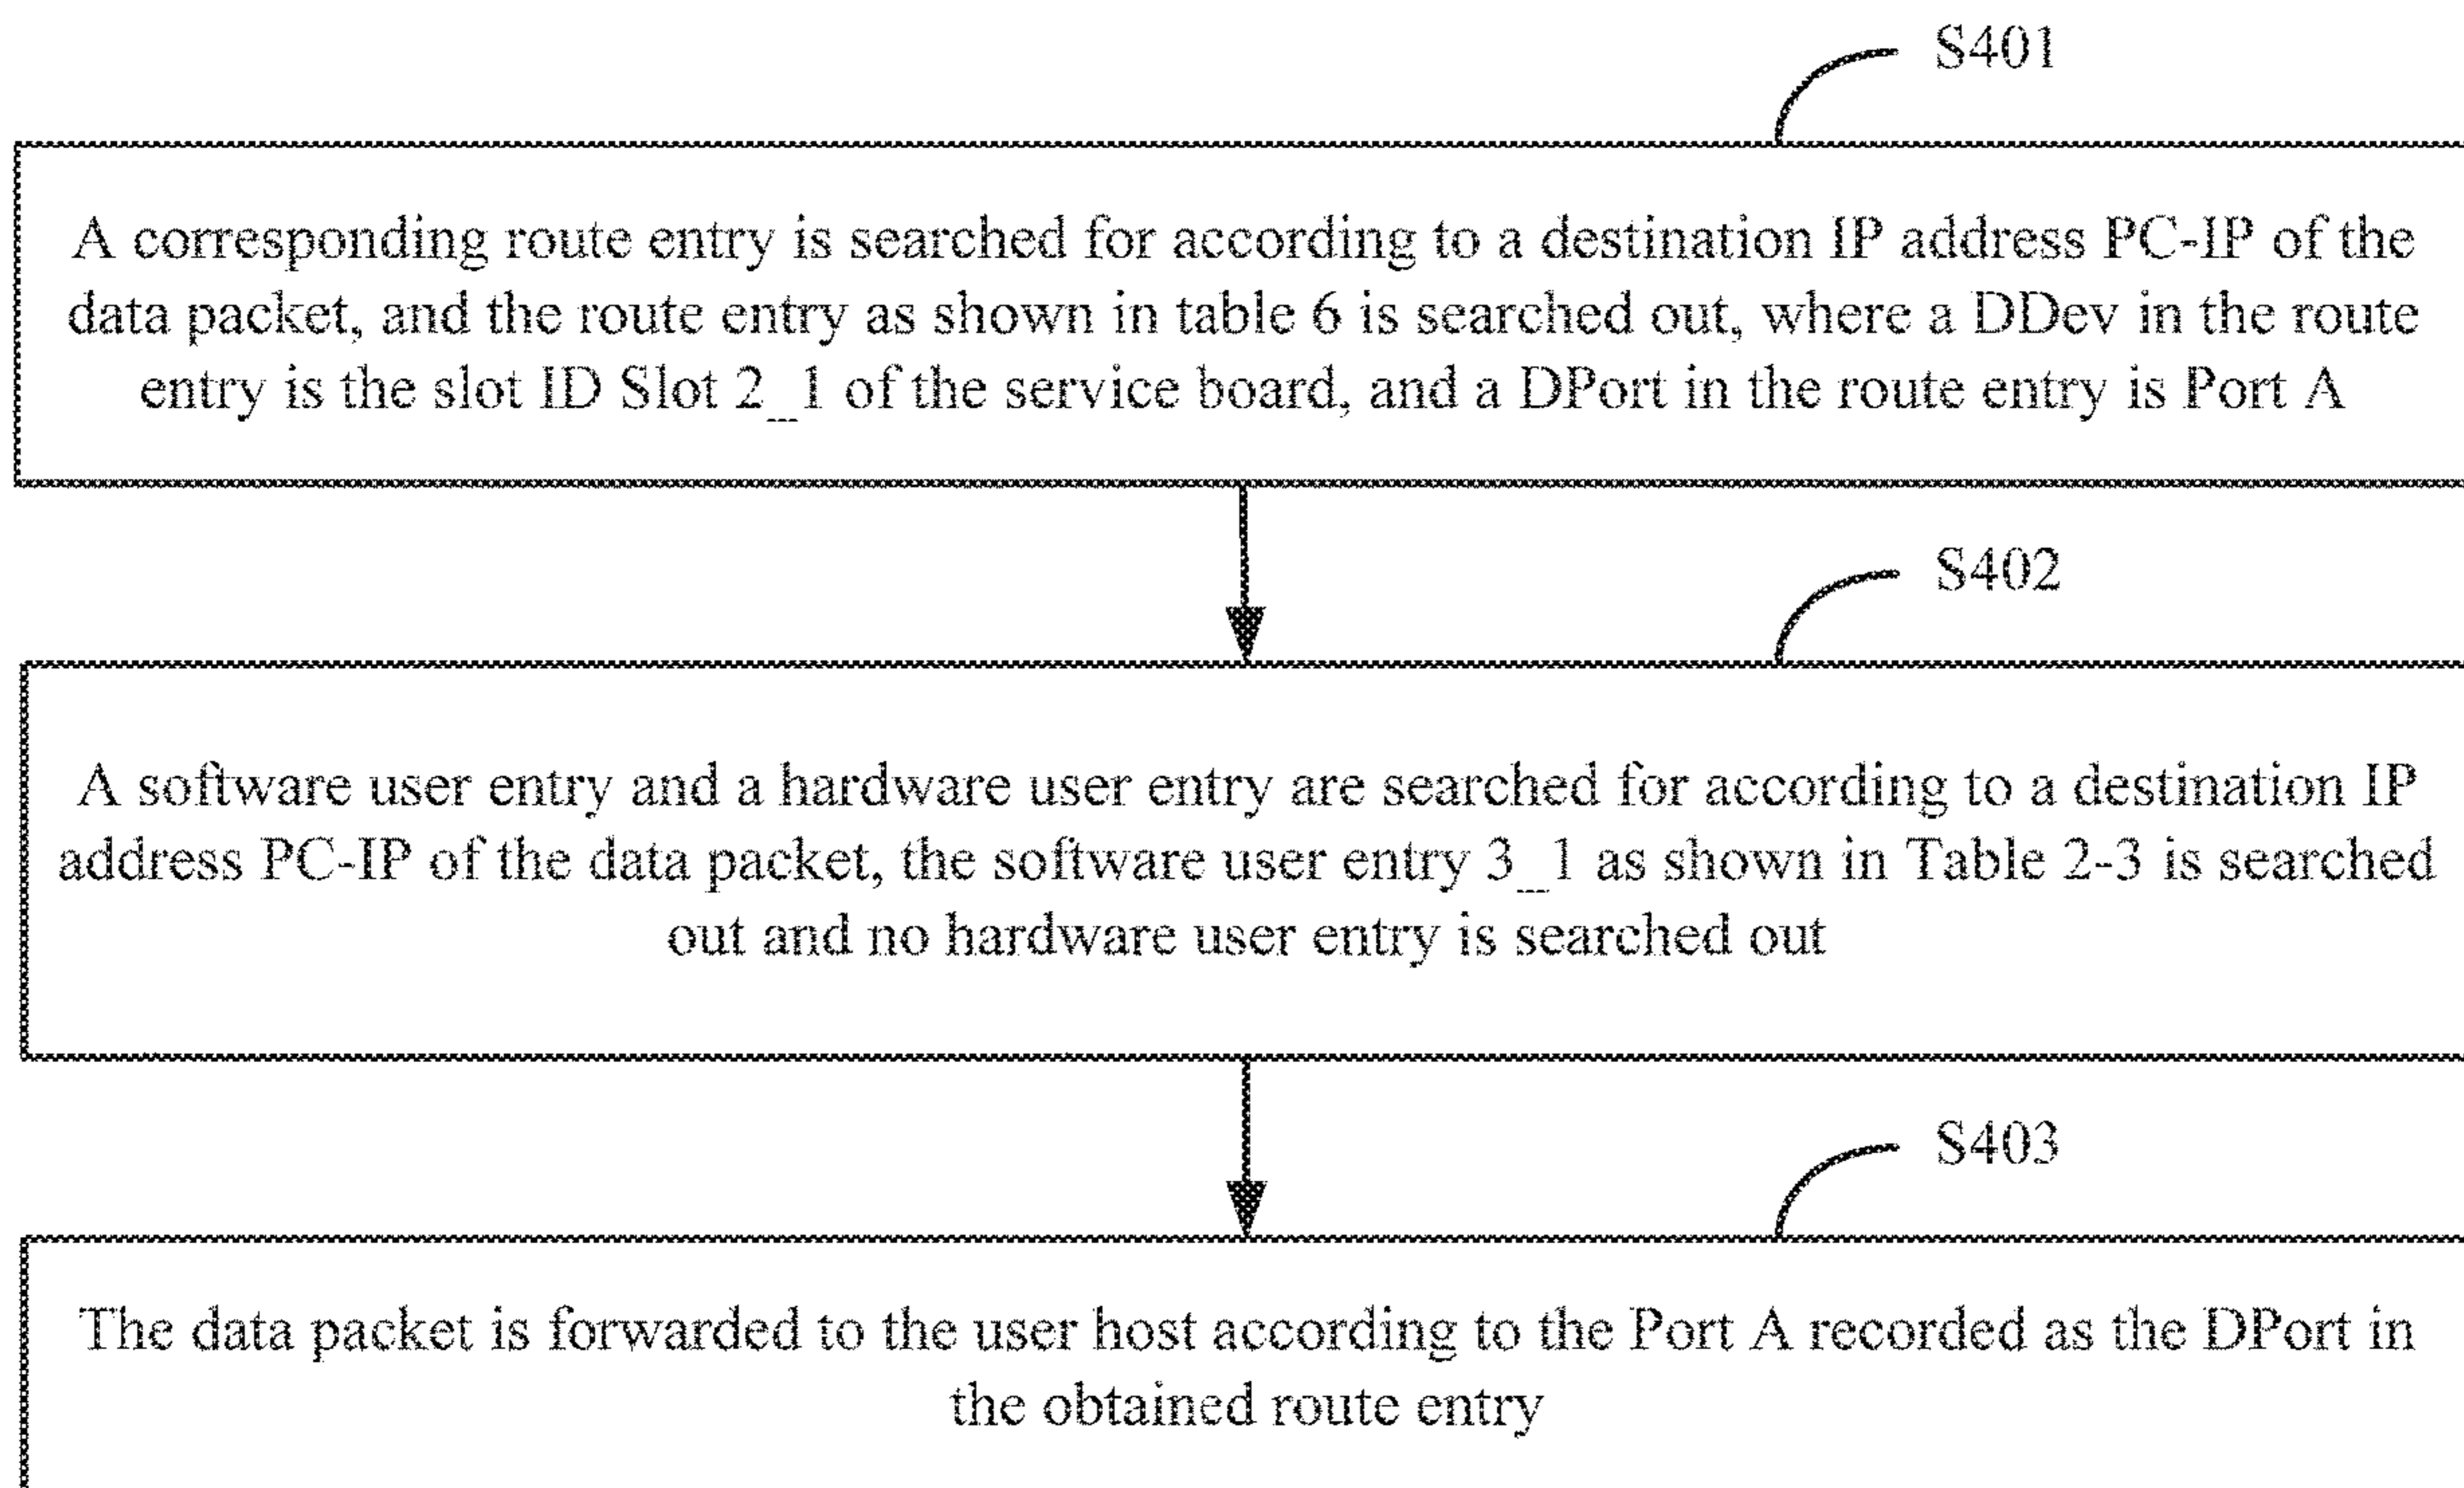 S401
A corresponding route entry is searched for according to a destination IP address PC-IP of the
data packet, and the route entry as shown in table 6 is searched out, where a DDev in the route
entry is the slot ID Slot 2_1 of the service board, and a DPort in the route entry is Port A
S402
A software user entry and a hardware user entry are searched for according to a destination IP
address PC-IP of the data packet, the software user entry 3_1 as shown in Table 2-3 is searched
out and no hardware user entry is searched out
S403
The data packet is forwarded to the user host according to the Port A recorded as the DPort in
the obtained route entry